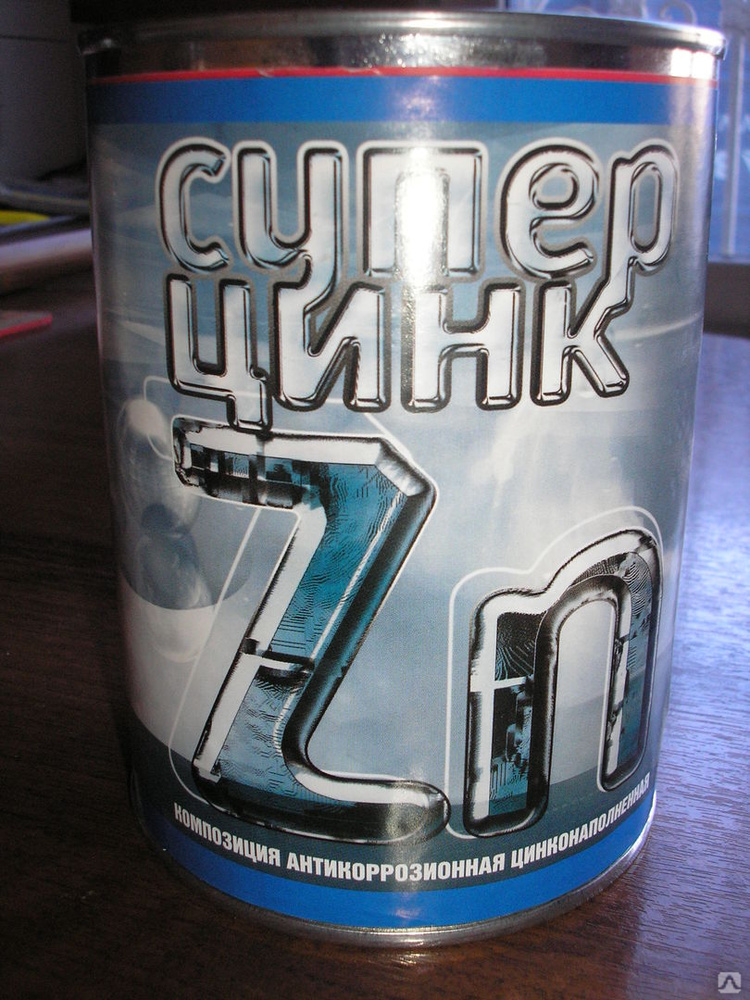 супер
цинк
Zn
КОМПОЗИЦИЯ АНТИКОРРОЗИОННАЯ ЦИНКОНАПОЛНЕННАЯ